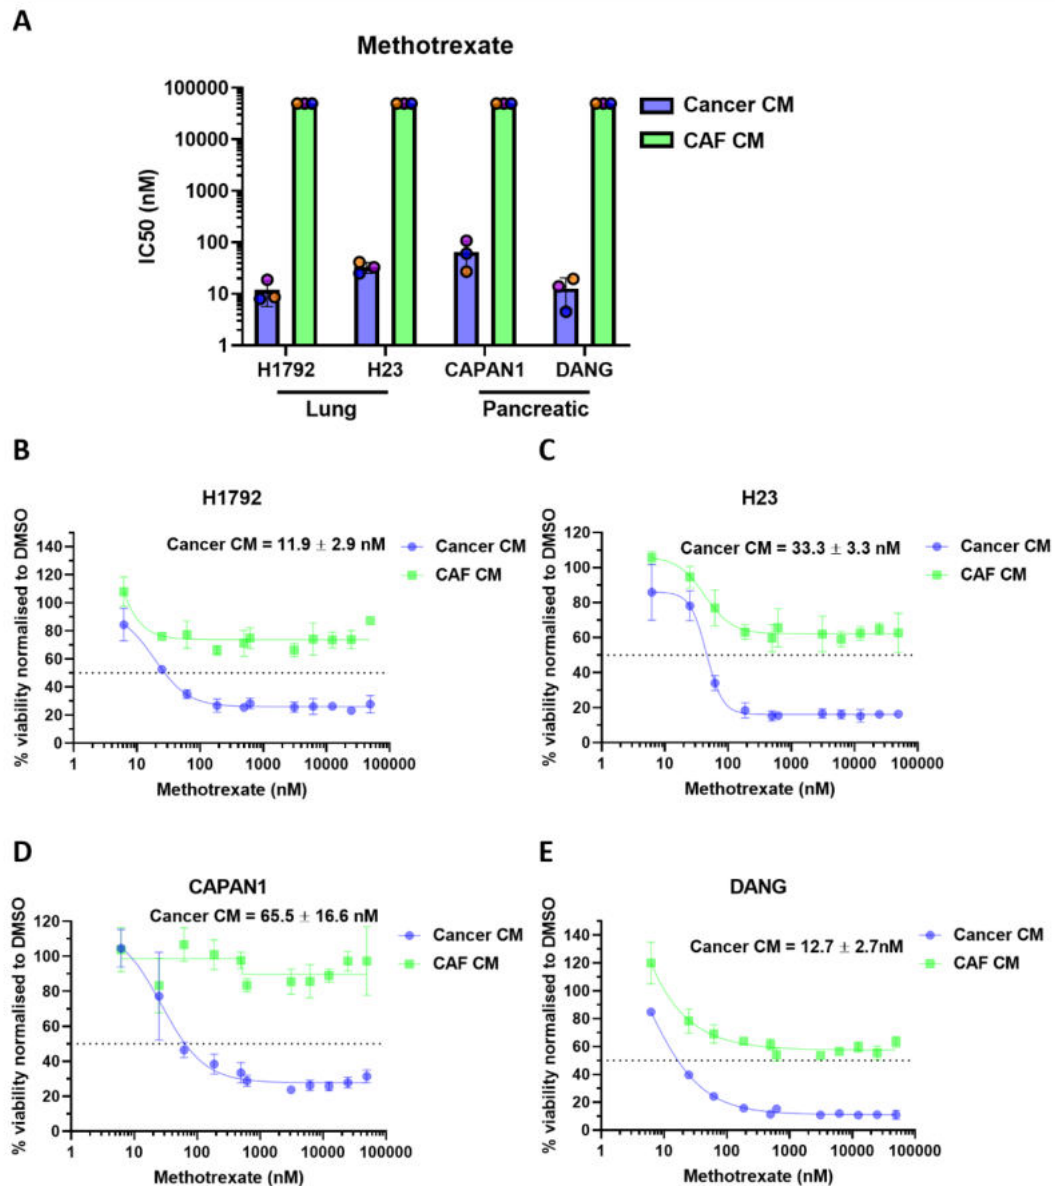 A
Methotrexate
IC50 (nM)
100000
10000
1000
100
10
1
Cancer CM
CAF CM
H1792
H23
CAPAN1
DANG
Lung
Pancreatic
B
H1792
% viability normalised to DMSO
140
120
100
80
60
40
20
0
Cancer CM = 11.9 ± 2.9 nM
Cancer CM
CAF CM
1
10
100
1000
10000
100000
Methotrexate (nM)
C
H23
% viability normalised to DMSO
120
100
80
60
40
20
0
Cancer CM = 33.3 ± 3.3 nM
Cancer CM
CAF CM
1
10
100
1000
10000
100000
Methotrexate (nM)
D
CAPAN1
% viability normalised to DMSO
120
100
80
60
40
20
0
Cancer CM = 65.5 ± 16.6 nM
Cancer CM
CAF CM
1
10
100
1000
10000
100000
Methotrexate (nM)
E
DANG
% viability normalised to DMSO
140
120
100
80
60
40
20
0
Cancer CM = 12.7 ± 2.7nM
Cancer CM
CAF CM
1
10
100
1000
10000
100000
Methotrexate (nM)